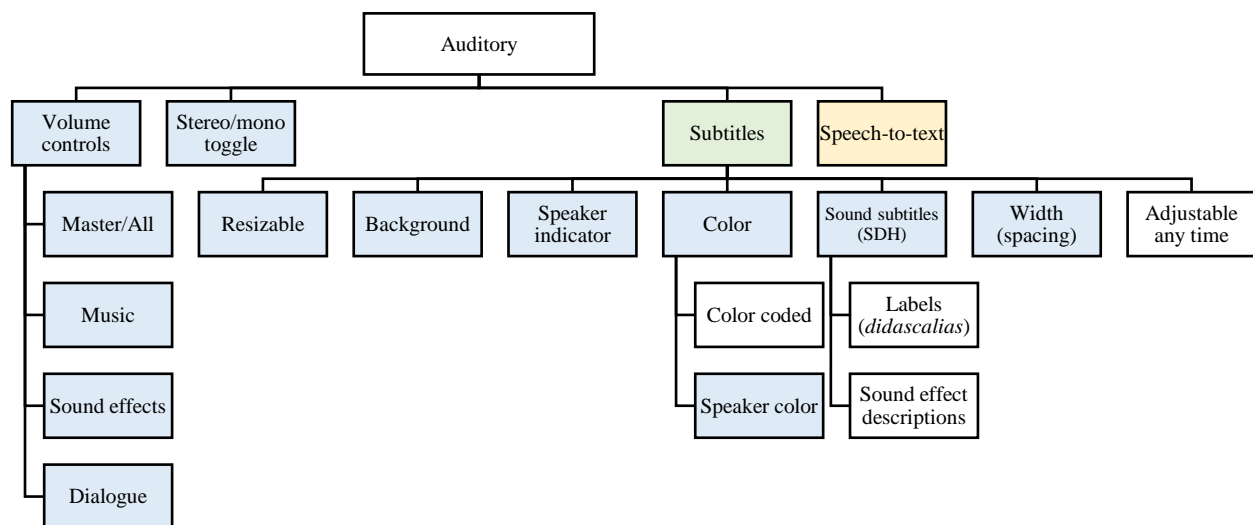 Auditory
Volume
controls
Stereo/mono
toggle
Subtitles
Speech-to-text
Master/All
Resizable
Background
Speaker
indicator
Color
Sound subtitles
(SDH)
Width
(spacing)
Adjustable
any time
Music
Color coded
Labels
(didascalias)
Sound effects
Speaker color
Sound effect
descriptions
Dialogue